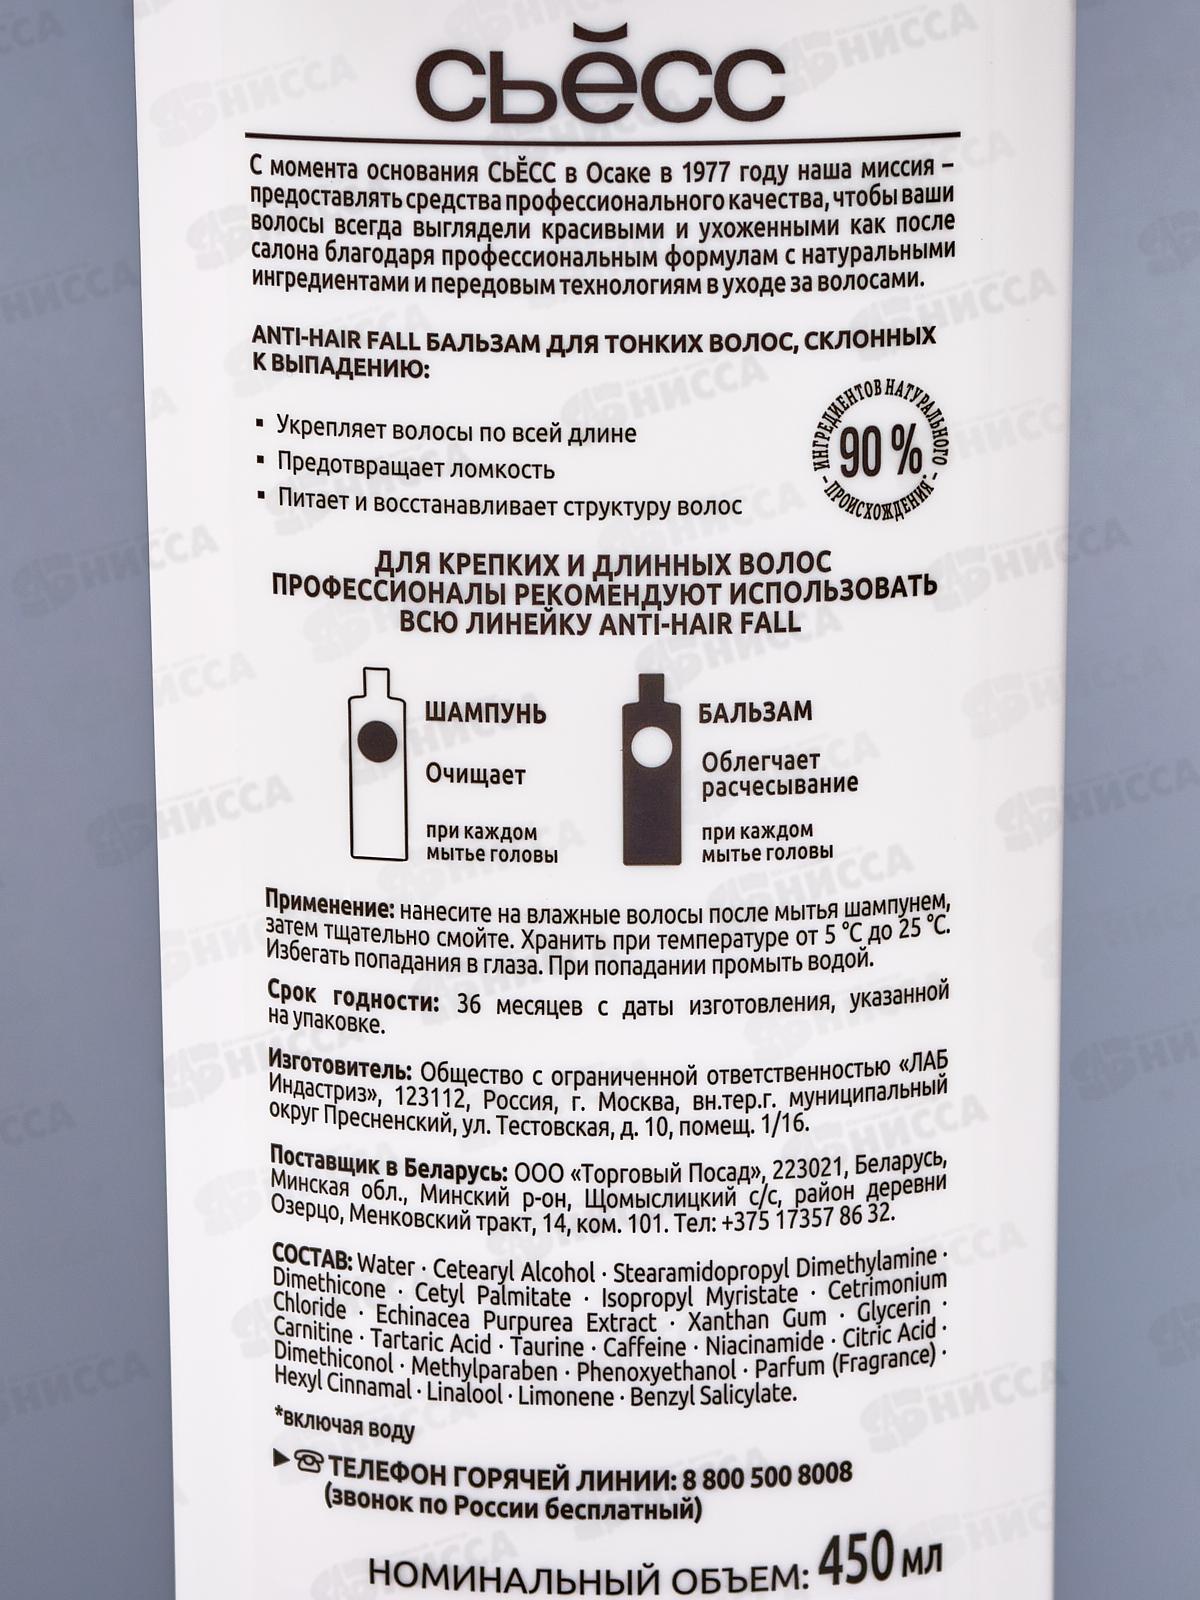 сьĕсс
С момента основания СЬЁСС в Осаке в 1977 году наша миссия –
предоставлять средства профессионального качества, чтобы ваши
волосы всегда выглядели красивыми и ухоженными как после
салона благодаря профессиональным формулам с натуральными
ингредиентами и передовым технологиям в уходе за волосами.
ANTI-HAIR FALL БАЛЬЗАМ ДЛЯ ТОНКИХ ВОЛОС, СКЛОННЫХ
К ВЫПАДЕНИЮ:
▪ Укрепляет волосы по всей длине
▪ Предотвращает ломкость
▪ Питает и восстанавливает структуру волос
ИНГРЕДИЕНТОВ НАТУРАЛЬНОГО
90 %
– ПРОИСХОЖДЕНИЯ* –
ДЛЯ КРЕПКИХ И ДЛИННЫХ ВОЛОС
ПРОФЕССИОНАЛЫ РЕКОМЕНДУЮТ ИСПОЛЬЗОВАТЬ
ВСЮ ЛИНЕЙКУ ANTI-HAIR FALL
ШАМПУНЬ
Очищает
при каждом
мытье головы
БАЛЬЗАМ
Облегчает
расчесывание
при каждом
мытье головы
Применение: нанесите на влажные волосы после мытья шампунем,
затем тщательно смойте. Хранить при температуре от 5 °C до 25 °C.
Избегать попадания в глаза. При попадании промыть водой.
Срок годности: 36 месяцев с даты изготовления, указанной
на упаковке.
Изготовитель: Общество с ограниченной ответственностью «ЛАБ
Индастриз», 123112, Россия, г. Москва, вн.тер.г. муниципальный
округ Пресненский, ул. Тестовская, д. 10, помещ. 1/16.
Поставщик в Беларусь: ООО «Торговый Посад», 223021, Беларусь,
Минская обл., Минский р-он, Щомыслицкий с/с, район деревни
Озерцо, Менковский тракт, 14, ком. 101. Тел: +375 17357 86 32.
СОСТАВ: Water · Cetearyl Alcohol · Stearamidopropyl Dimethylamine ·
Dimethicone · Cetyl Palmitate · Isopropyl Myristate · Cetrimonium
Chloride · Echinacea Purpurea Extract · Xanthan Gum · Glycerin ·
Carnitine · Tartaric Acid · Taurine · Caffeine · Niacinamide · Citric Acid ·
Dimethiconol · Methylparaben · Phenoxyethanol · Parfum (Fragrance) ·
Hexyl Cinnamal · Linalool · Limonene · Benzyl Salicylate.
*включая воду
▶☎ТЕЛЕФОН ГОРЯЧЕЙ ЛИНИИ: 8 800 500 8008
(звонок по России бесплатный)
НОМИНАЛЬНЫЙ ОБЪЕМ: 450 мл